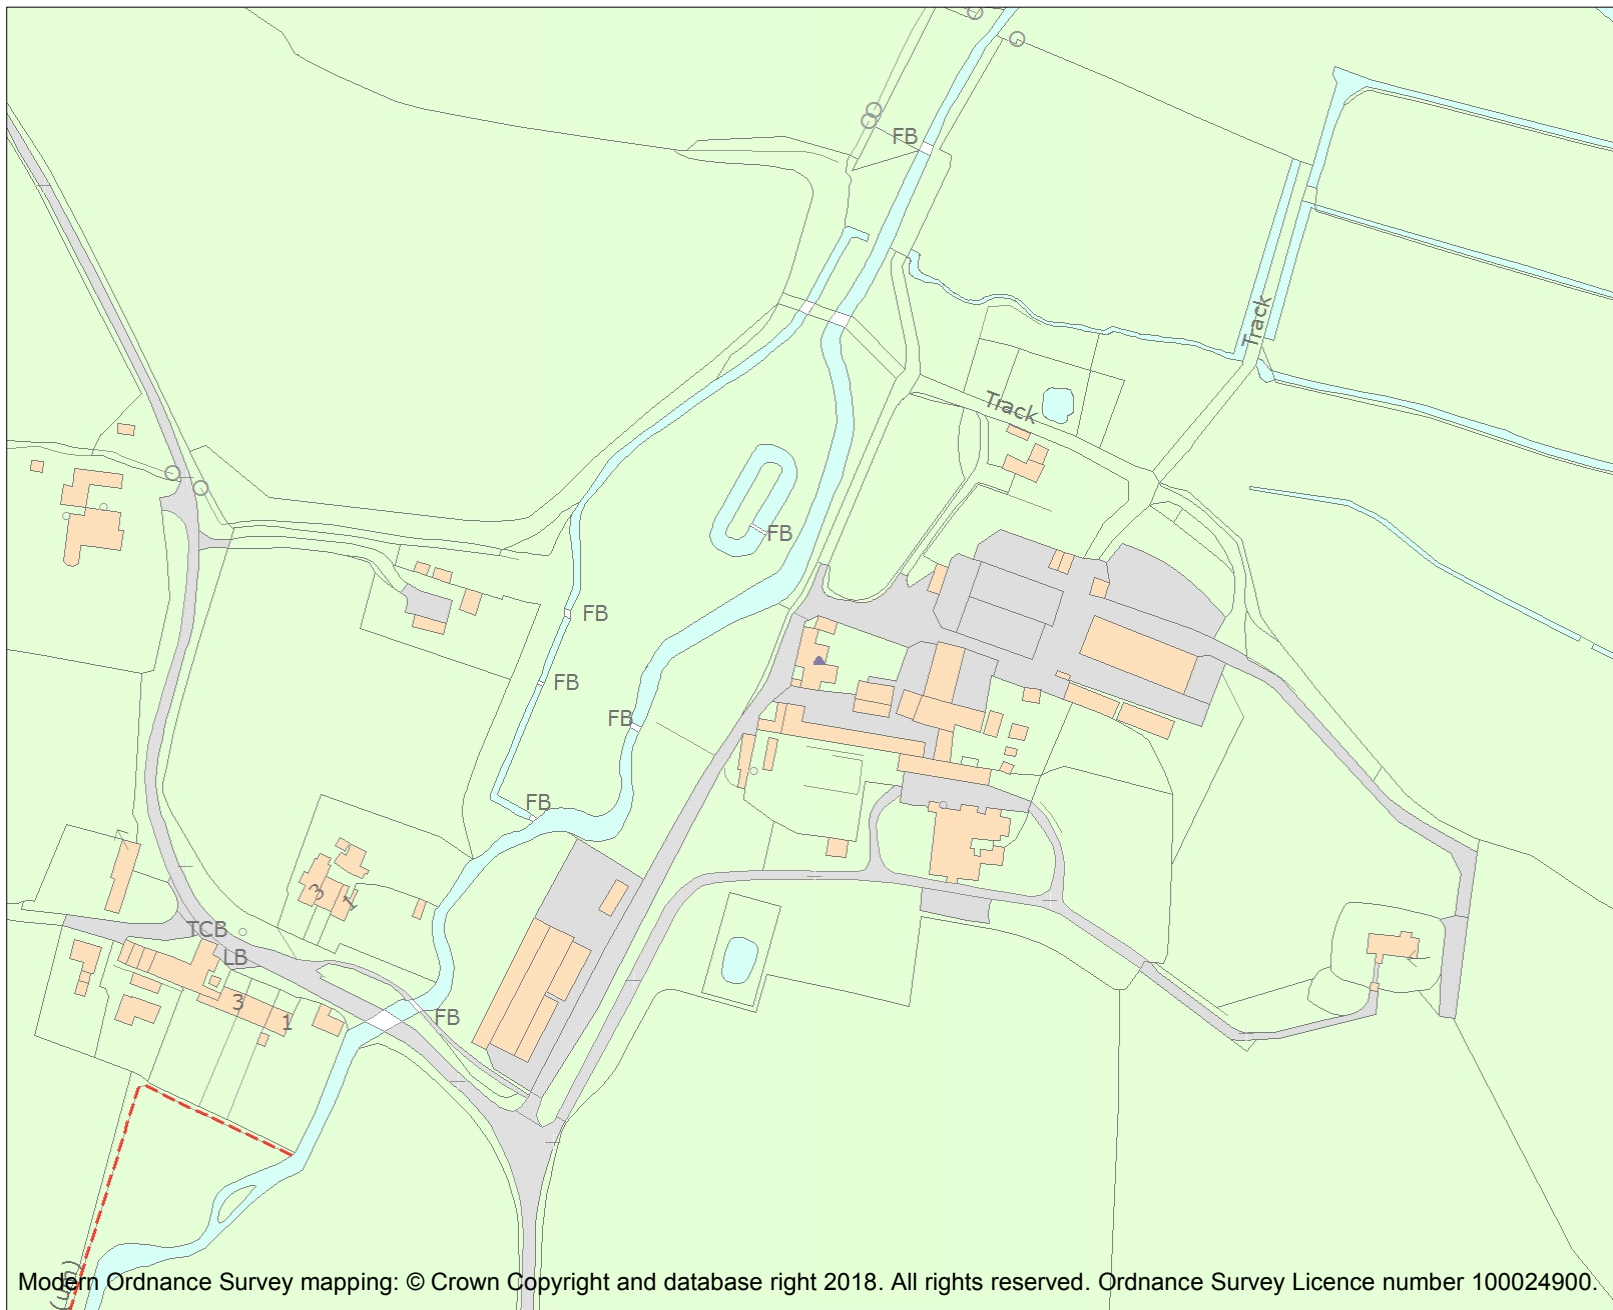 FB
Track
Track
FB
FB
FB
FB
FB
3
1
TCB
LB
3
1
FB
(um)
Modern Ordnance Survey mapping: © Crown Copyright and database right 2018. All rights reserved. Ordnance Survey Licence number 100024900.